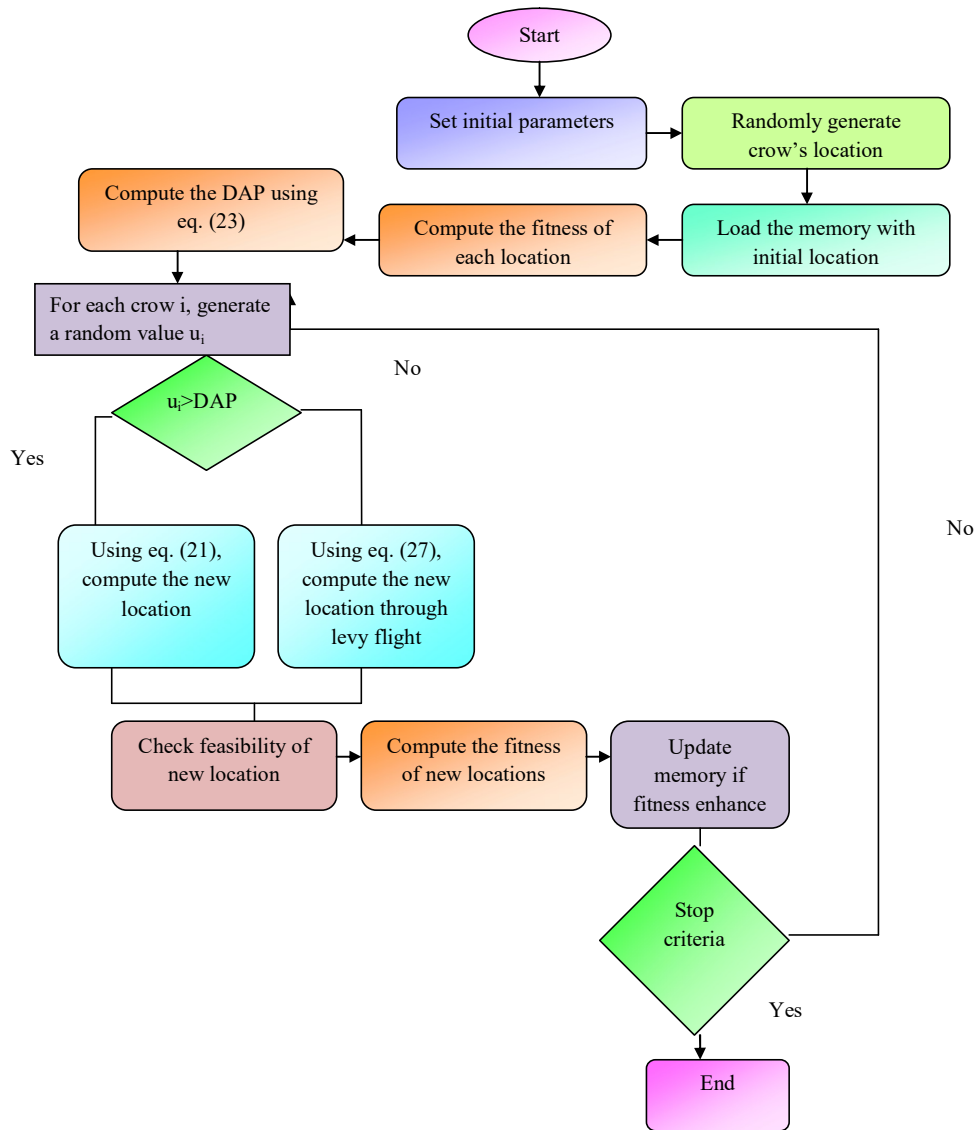 Start
Set initial parameters
Randomly generate
crow’s location
Compute the DAP using
eq. (23)
Compute the fitness of
each location
Load the memory with
initial location
For each crow i, generate
a random value uᵢ
No
uᵢ>DAP
Yes
Using eq. (21),
compute the new
location
Using eq. (27),
compute the new
location through
levy flight
No
Check feasibility of
new location
Compute the fitness
of new locations
Update
memory if
fitness enhance
Stop
criteria
Yes
End